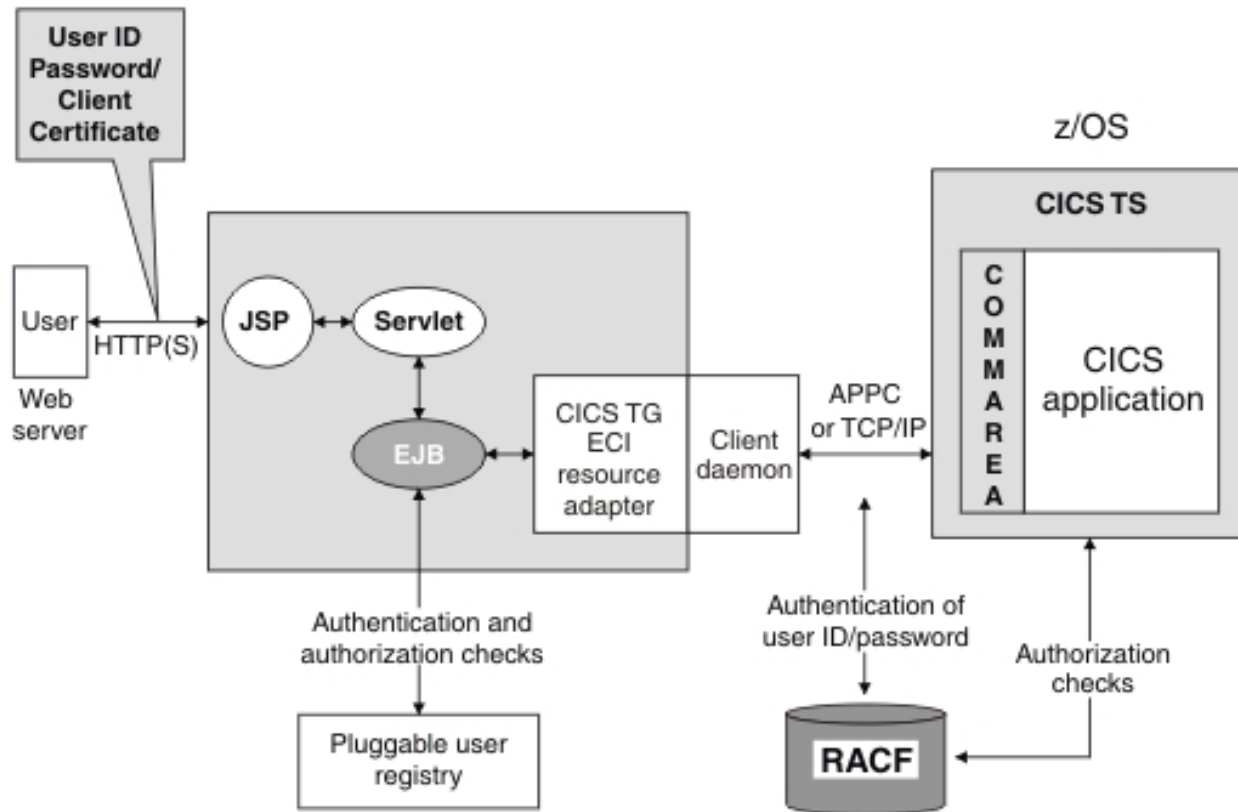 User ID
Password/
Client
Certificate
z/OS
CICS TS
User
HTTP(S)
Web
server
JSP
Servlet
EJB
CICS TG
ECI
resource
adapter
Client
daemon
APPC
or TCP/IP
COMMAREA
CICS
application
Authentication and
authorization checks
Pluggable user
registry
Authentication of
user ID/password
RACF
Authorization
checks